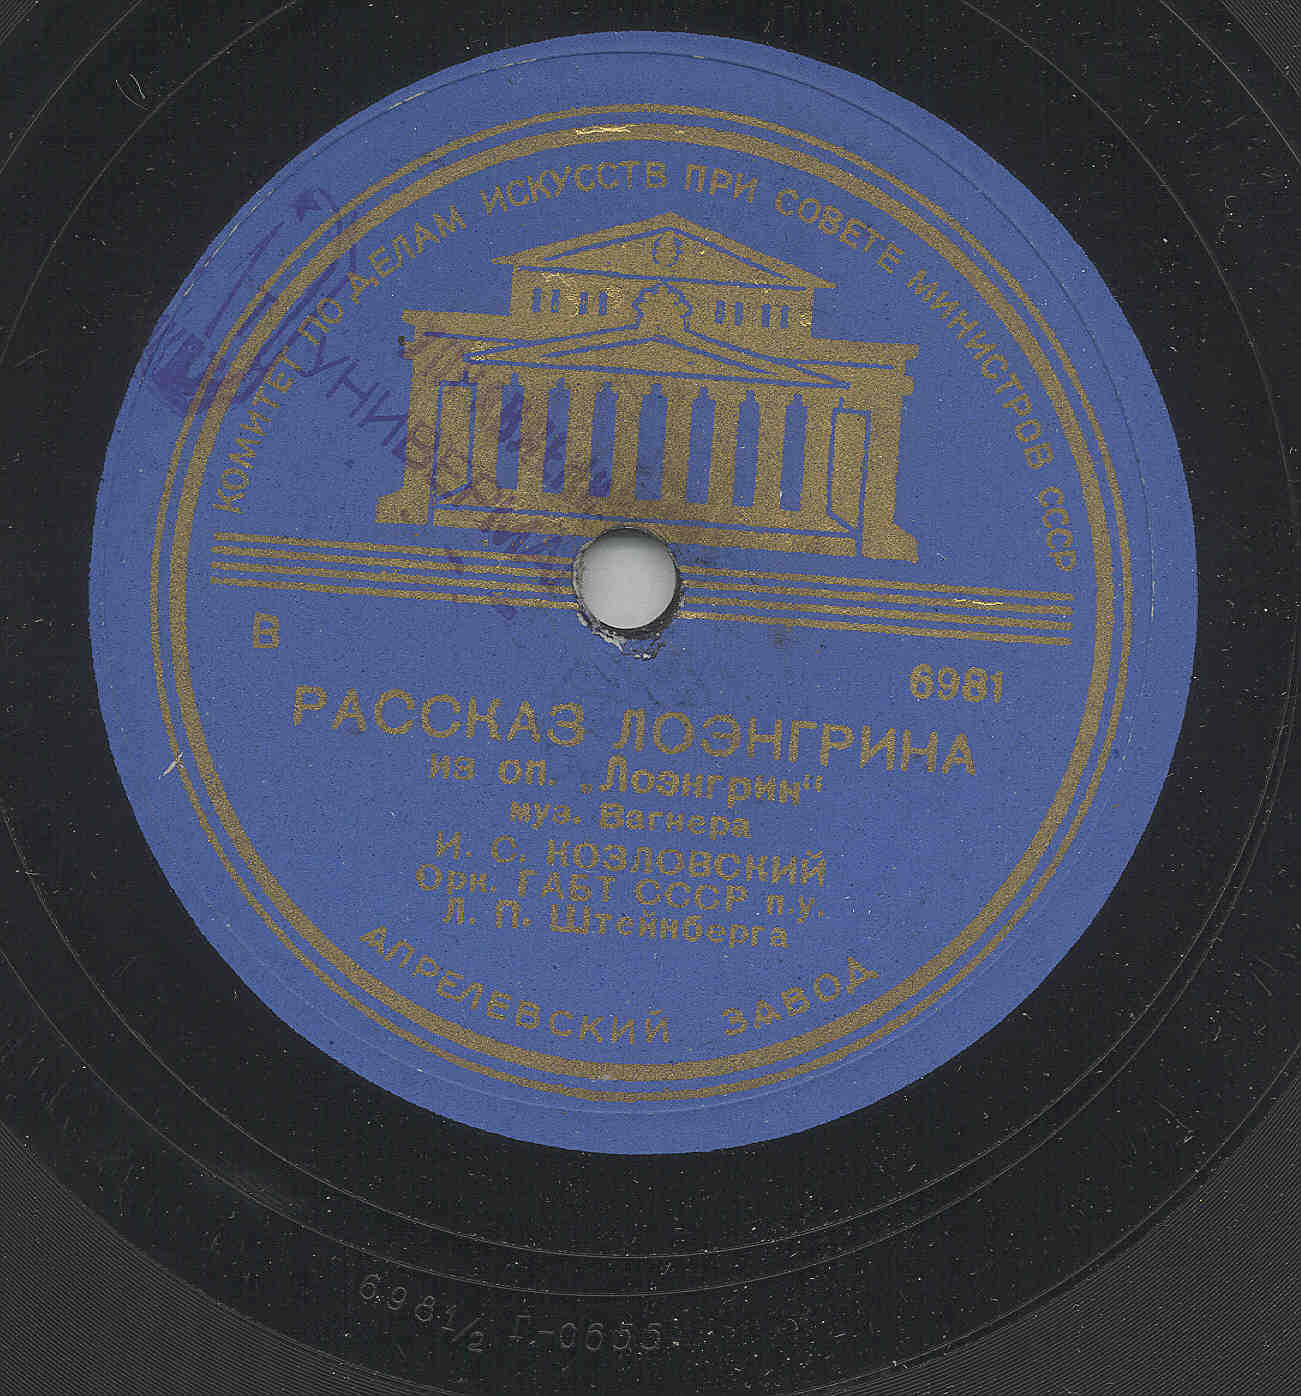 КОМИТЕТ ПО ДЕЛАМ ИСКУССТВ ПРИ СОВЕТЕ МИНИСТРОВ СССР
УНИВЕРМАГ
В
6981
РАССКАЗ ЛОЭНГРИНА
из оп. „Лоэнгрин“
муз. Вагнера
И. С. КОЗЛОВСКИЙ
Орк. ГАБТ СССР п.у.
Л. П. Штейнберга
АПРЕЛЕВСКИЙ ЗАВОД
6981/2